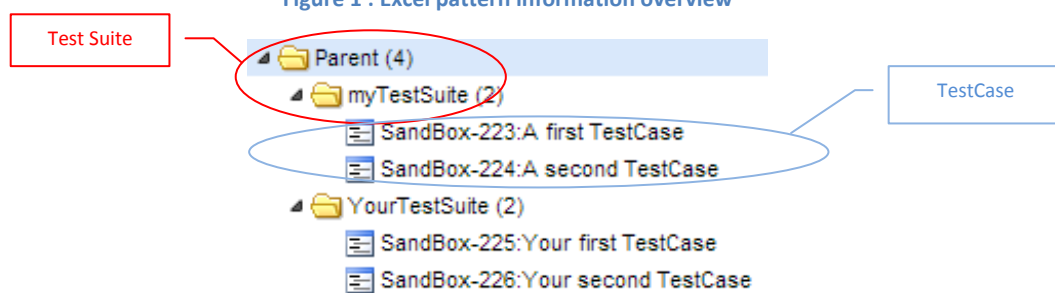 Figure 1 : Excel pattern information overview
Test Suite
Parent (4)
myTestSuite (2)
TestCase
SandBox-223:A first TestCase
SandBox-224:A second TestCase
YourTestSuite (2)
SandBox-225:Your first TestCase
SandBox-226:Your second TestCase